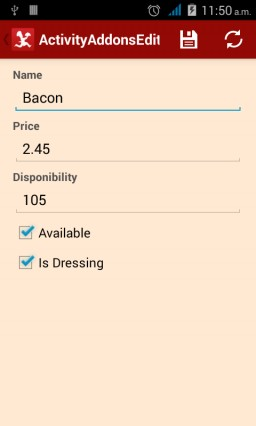 11:50 a.m.
ActivityAddonsEdit
Name
Bacon
Price
2.45
Disponibility
105
Available
Is Dressing